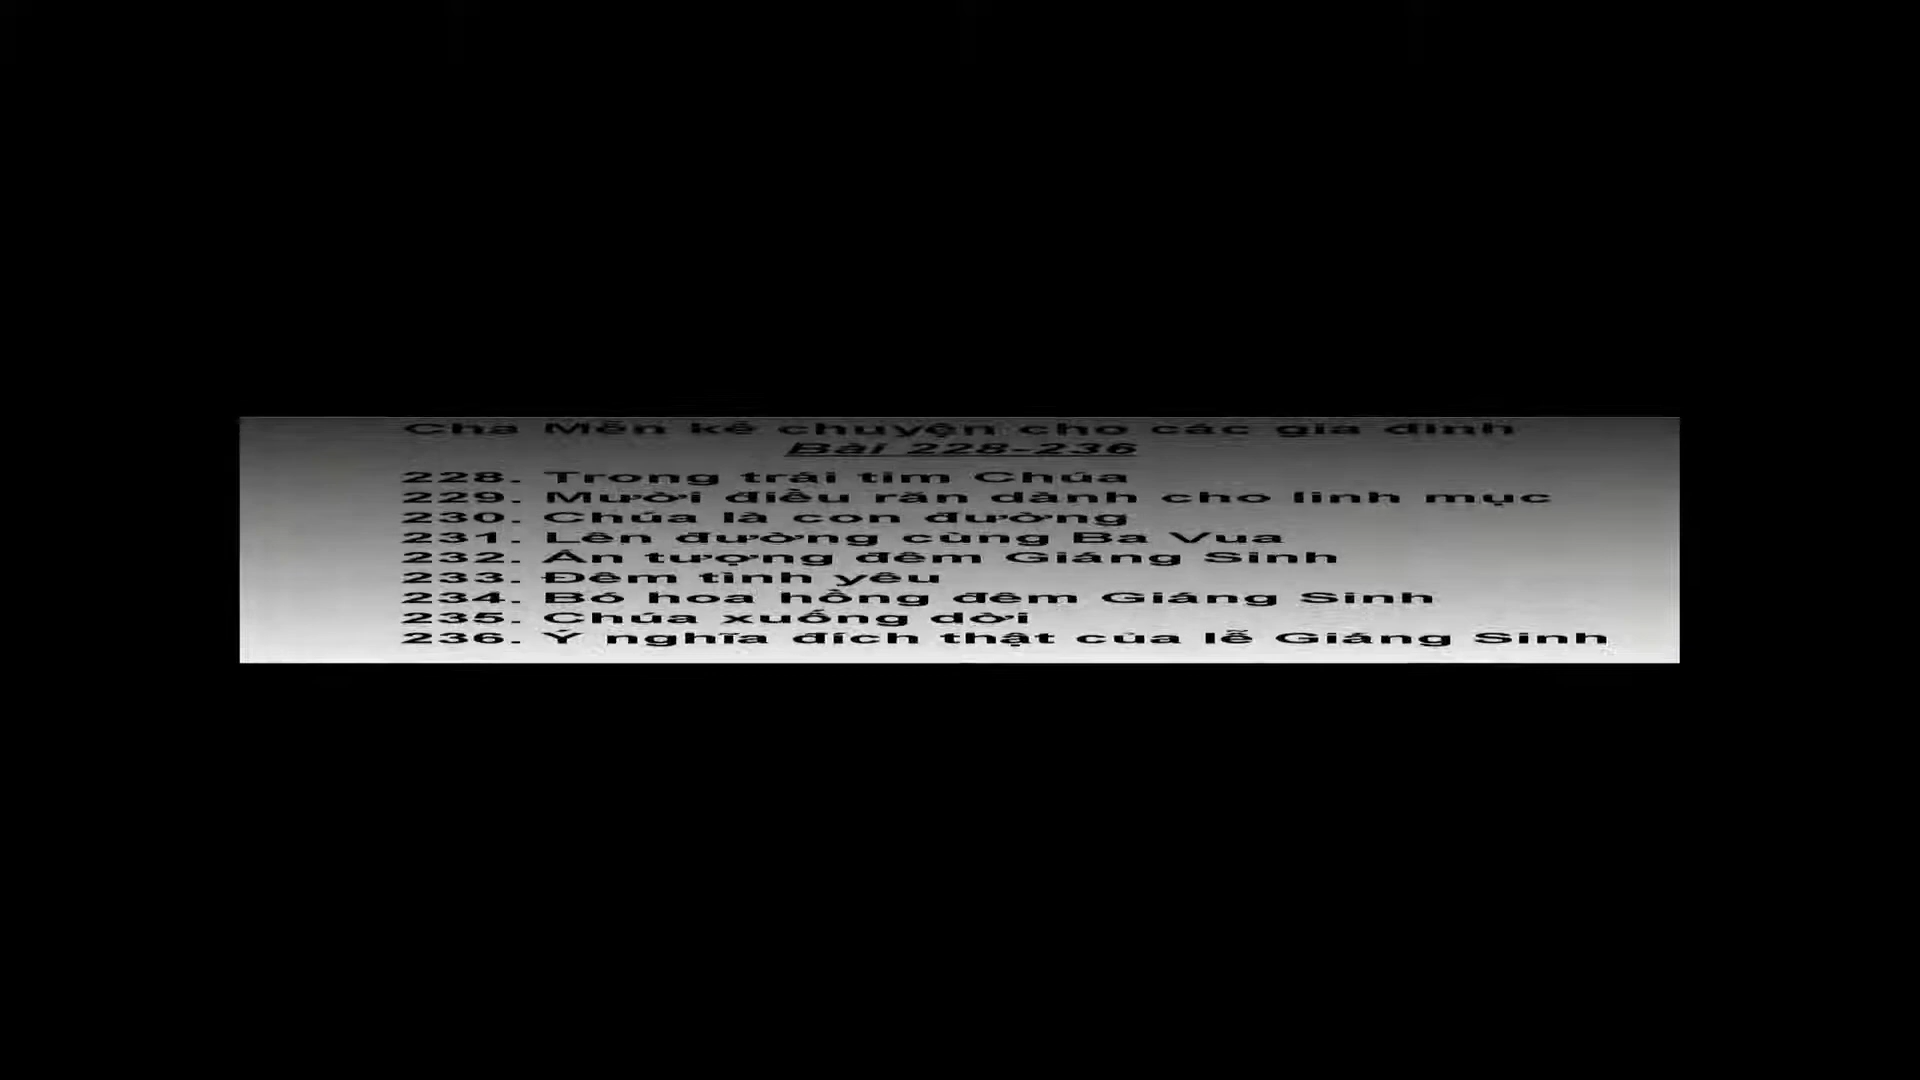 Cha Mễn kể chuyện cho các gia đình
Bài 228-236
228. Trong trái tim Chúa
229. Mười điều răn dành cho linh mục
230. Chúa là con đường
231. Lên đường cùng Ba Vua
232. Ấn tượng đêm Giáng Sinh
233. Đêm tình yêu
234. Bó hoa hồng đêm Giáng Sinh
235. Chúa xuống đời
236. Ý nghĩa đích thật của lễ Giáng Sinh